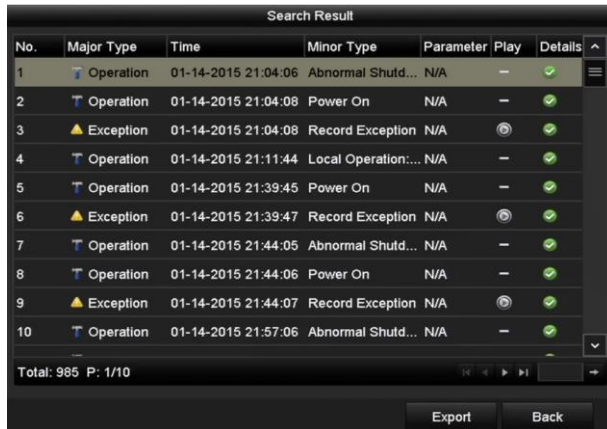 Search Result
No. Major Type Time Minor Type Parameter Play Details
1 Operation 01-14-2015 21:04:06 Abnormal Shutd... N/A –
2 Operation 01-14-2015 21:04:08 Power On N/A –
3 Exception 01-14-2015 21:04:08 Record Exception N/A
4 Operation 01-14-2015 21:11:44 Local Operation:... N/A –
5 Operation 01-14-2015 21:39:45 Power On N/A –
6 Exception 01-14-2015 21:39:47 Record Exception N/A
7 Operation 01-14-2015 21:44:05 Abnormal Shutd... N/A –
8 Operation 01-14-2015 21:44:06 Power On N/A –
9 Exception 01-14-2015 21:44:07 Record Exception N/A
10 Operation 01-14-2015 21:57:06 Abnormal Shutd... N/A –
Total: 985 P: 1/10
Export Back